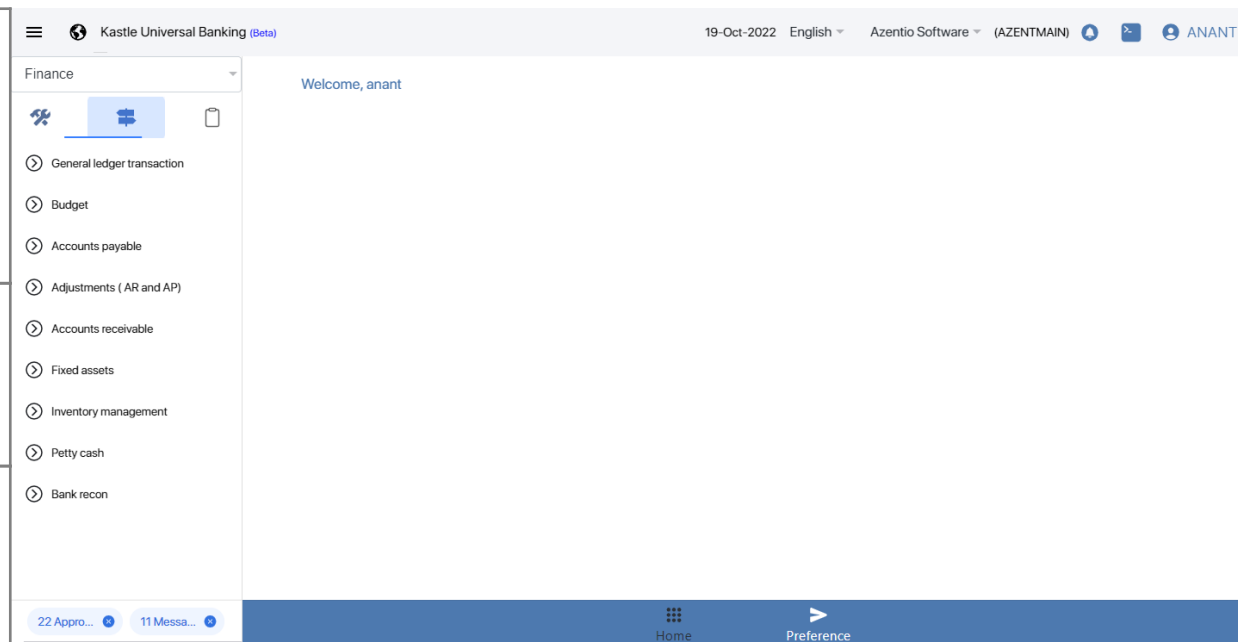 Kastle Universal Banking (Beta)
19-Oct-2022 English Azentio Software (AZENTMAIN) ANANT
Finance
Welcome, anant
General ledger transaction
Budget
Accounts payable
Adjustments ( AR and AP)
Accounts receivable
Fixed assets
Inventory management
Petty cash
Bank recon
22 Appro... 11 Messa...
Home Preference